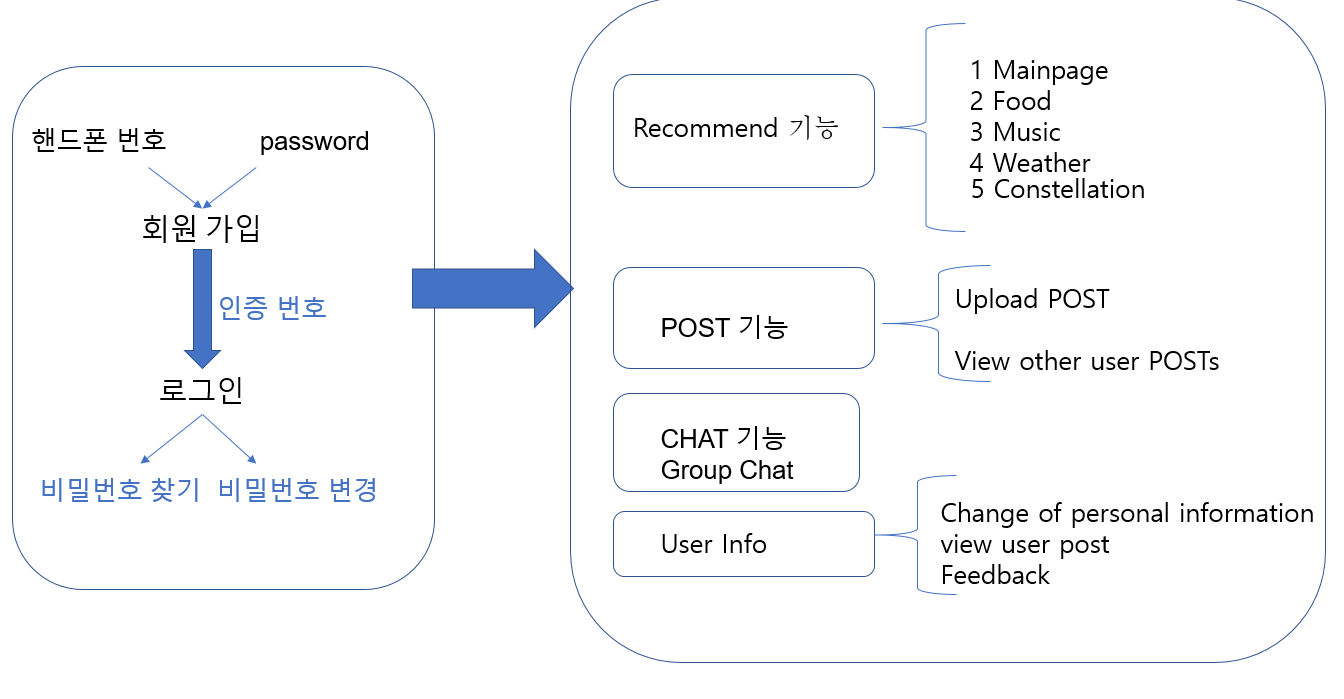 핸드폰 번호
password
회원 가입
인증 번호
로그인
비밀번호 찾기
비밀번호 변경
Recommend 기능
1 Mainpage
2 Food
3 Music
4 Weather
5 Constellation
POST 기능
Upload POST
View other user POSTs
CHAT 기능
Group Chat
User Info
Change of personal information
view user post
Feedback